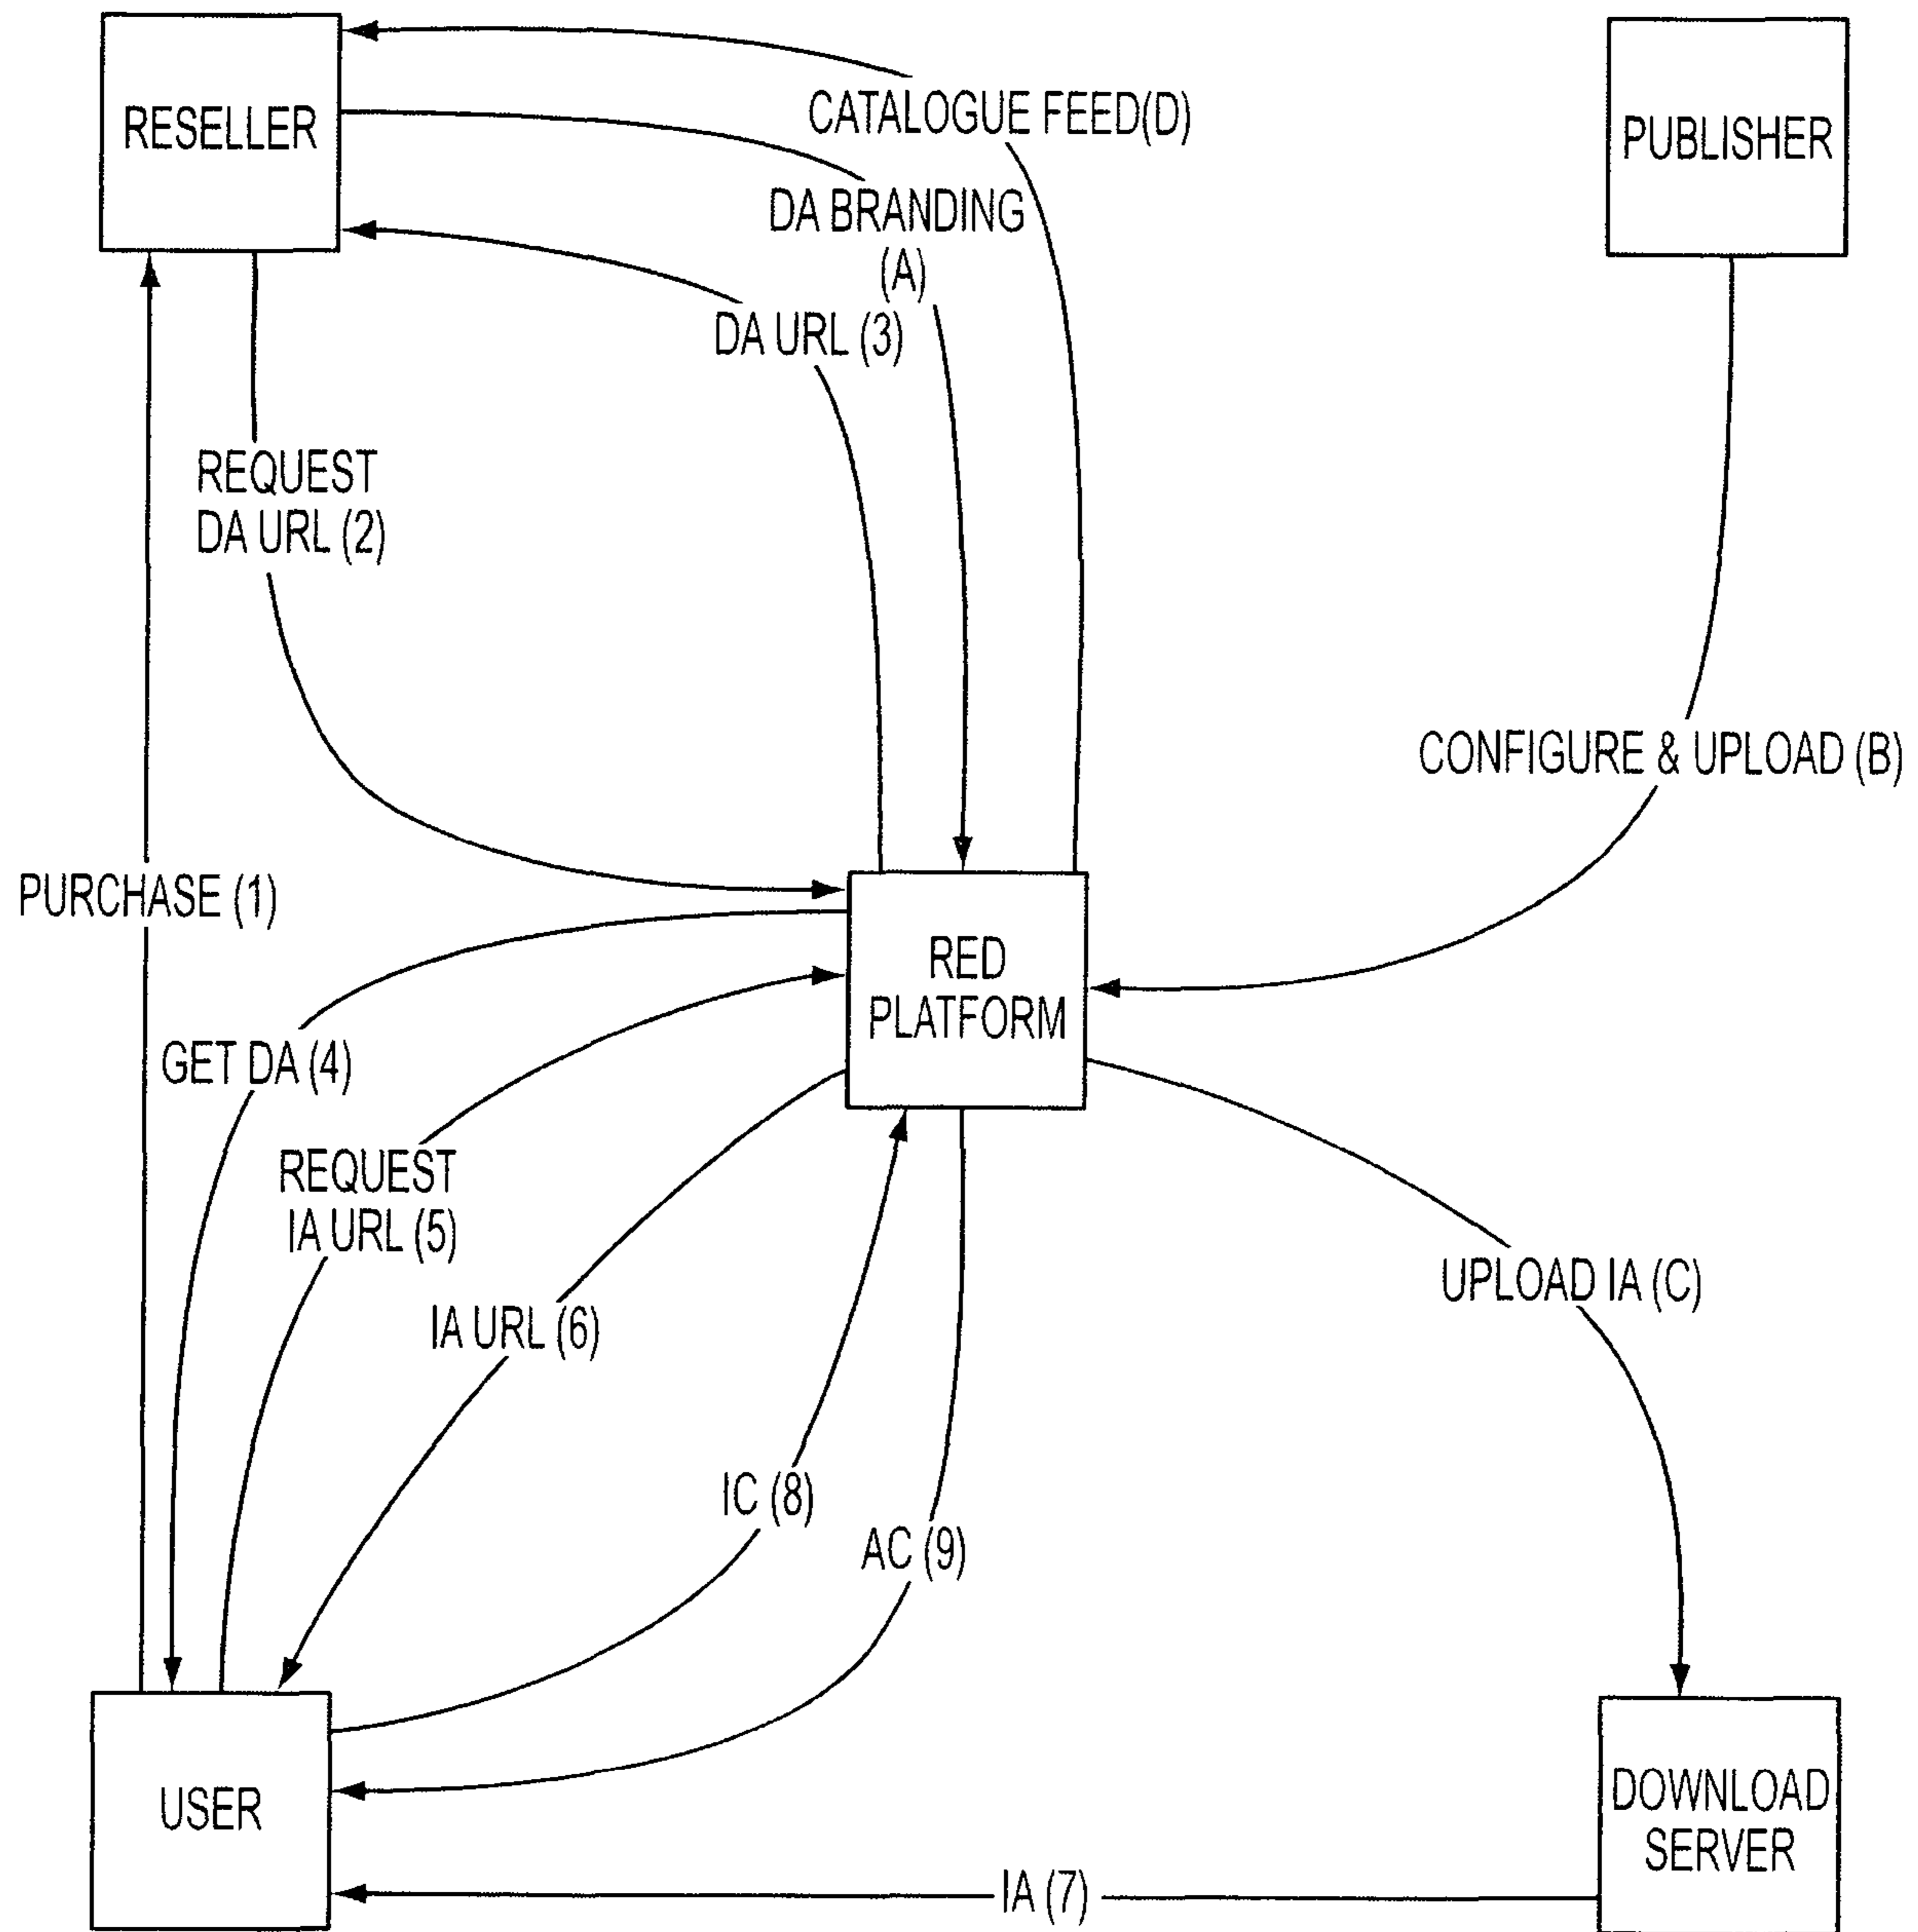 RESELLER
CATALOGUE FEED(D)
PUBLISHER
DA BRANDING
(A)
DA URL (3)
REQUEST
DA URL (2)
CONFIGURE & UPLOAD (B)
PURCHASE (1)
RED
PLATFORM
GET DA (4)
REQUEST
IA URL (5)
UPLOAD IA (C)
IA URL (6)
IC (8)
AC (9)
USER
DOWNLOAD
SERVER
IA (7)